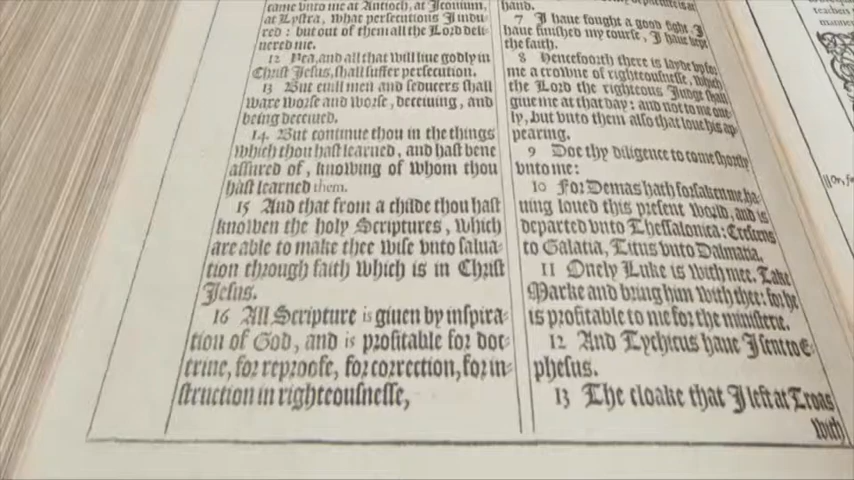 came vnto me at Antioch, at Iconium,
at Lystra, what persecutions I indu-
red: but out of them all the Lord deli-
uered me.
12 Yea, and all that will liue godly in
Christ Jesus, shall suffer persecution.
13 But euill men and seducers shall
waxe worse and worse, deceiuing, and
being deceiued.
14. But continue thou in the things
which thou hast learned, and hast bene
assured of, knowing of whom thou
hast learned them.
15 And that from a childe thou hast
knowen the holy Scriptures, which
are able to make thee wise vnto salua-
tion through faith which is in Christ
Jesus.
16 All Scripture is giuen by inspira-
tion of God, and is profitable for doc-
trine, for reproofe, for correction, for in-
struction in righteousnesse,
hand.
7 I haue fought a good fight, I
haue finished my course, I haue kept
the faith.
8 Hencefoorth there is layde vp for
me a crowne of righteousnesse, which
the Lord the righteous Judge shall
giue me at that day: and not to me on-
ly, but vnto them also that loue his ap-
pearing.
9 Doe thy diligence to come shortly
vnto me:
10 For Demas hath forsaken me, ha-
uing loued this present world, and is
departed vnto Thessalonica: Crescens
to Galatia, Titus vnto Dalmatia.
11 Onely Luke is with mee. Take
Marke and bring him with thee: for he
is profitable to me for the ministerie.
12 And Tychicus haue I sent to E-
phesus.
13 The cloake that I left at Troas
with
teachers
manner
||Or,